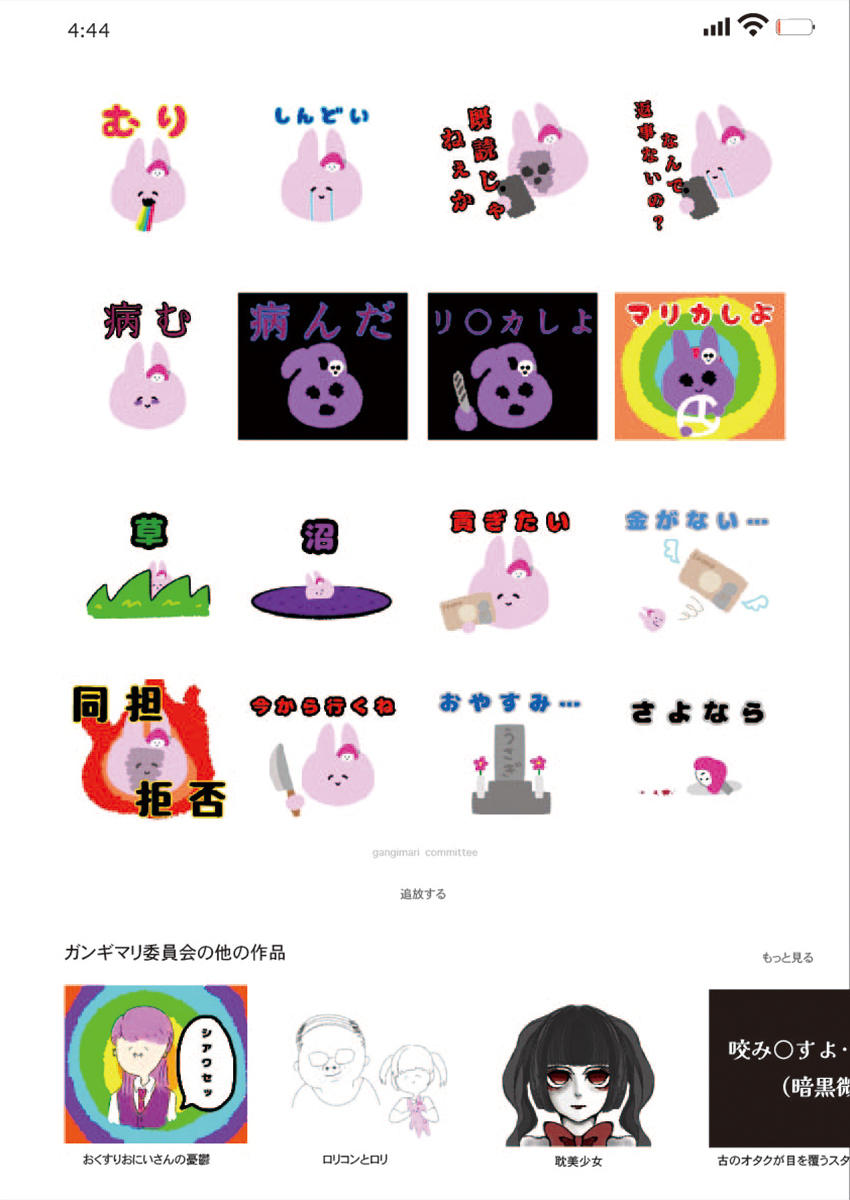 4:44
むり
しんどい
既読じゃ
ねぇか
なんで
返事ないの?
病む
病んだ
リ〇カしよ
マリカしよ
草
沼
貢ぎたい
金がない…
同担
拒否
今から行くね
おやすみ…
うさぎ
さよなら
gangimari committee
追放する
ガンギマリ委員会の他の作品
もっと見る
シアワセッ
咬み〇すよ‥
(暗黒微
おくすりおにいさんの憂鬱
ロリコンとロリ
耽美少女
古のオタクが目を覆うスタ